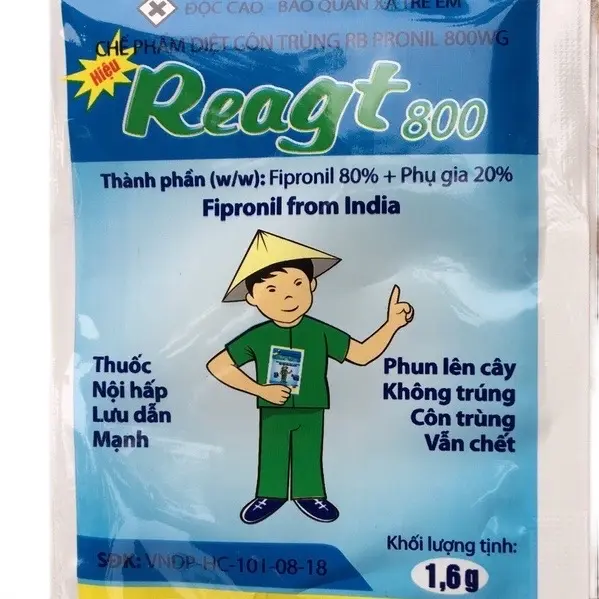 ĐỘC CAO - BẢO QUẢN XA TRẺ EM
CHẾ PHẨM DIỆT CÔN TRÙNG RB PRONIL 800WG
Hiệu
Reagt 800
Thành phần (w/w): Fipronil 80% + Phụ gia 20%
Fipronil from India
Thuốc
Nội hấp
Lưu dẫn
Mạnh
Phun lên cây
Không trúng
Côn trùng
Vẫn chết
SĐK: VNDP-HC-101-08-18
Khối lượng tịnh:
1,6 g